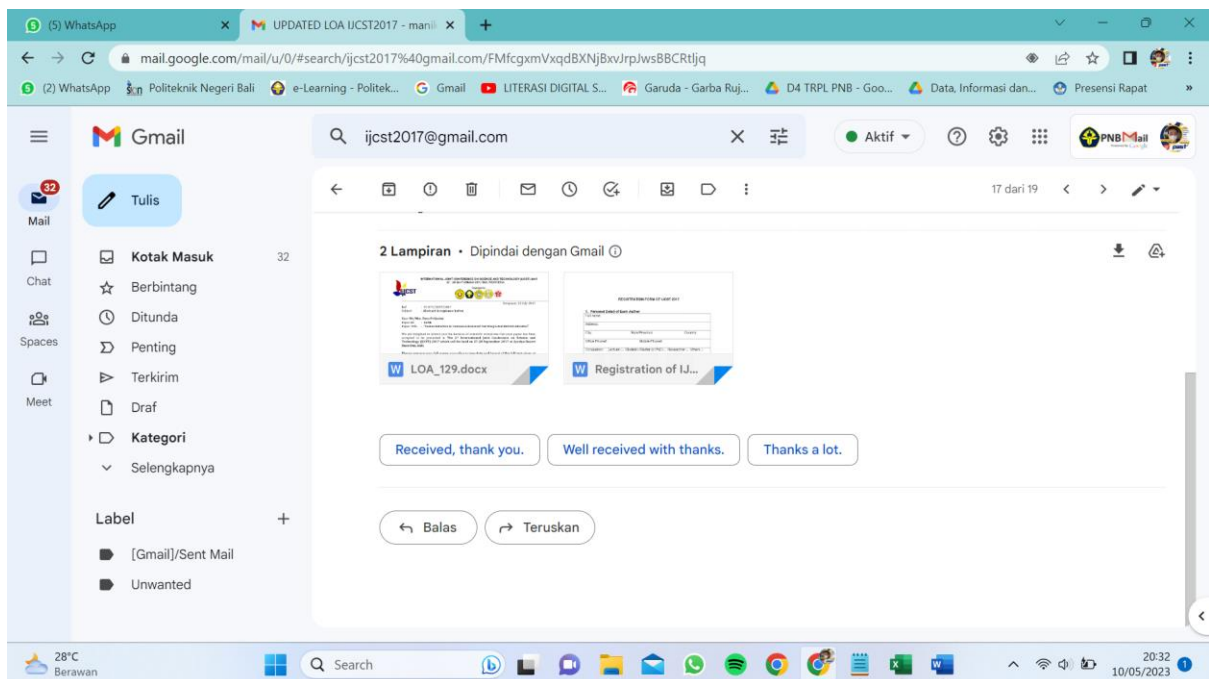 (5) WhatsApp
UPDATED LOA IJCST2017 - mani
mail.google.com/mail/u/0/#search/ijcst2017%40gmail.com/FMfcgxmVxqdBXNjBxvJrpJwsBBCRtljq
(2) WhatsApp Politeknik Negeri Bali e-Learning - Politek... Gmail LITERASI DIGITAL S... Garuda - Garba Ruj... D4 TRPL PNB - Goo... Data, Informasi dan... Presensi Rapat »
Gmail
ijcst2017@gmail.com
Aktif
PNBMail
32
Mail
Tulis
17 dari 19
Kotak Masuk 32
Chat
Berbintang
Ditunda
Spaces
Penting
Terkirim
Meet
Draf
Kategori
Selengkapnya
Label
[Gmail]/Sent Mail
Unwanted
2 Lampiran • Dipindai dengan Gmail
IJCST
REGISTRATION FORM OF IJCST 2017
W LOA_129.docx
W Registration of IJ...
Received, thank you.
Well received with thanks.
Thanks a lot.
Balas
Teruskan
28°C
Berawan
Search
20:32
10/05/2023
1